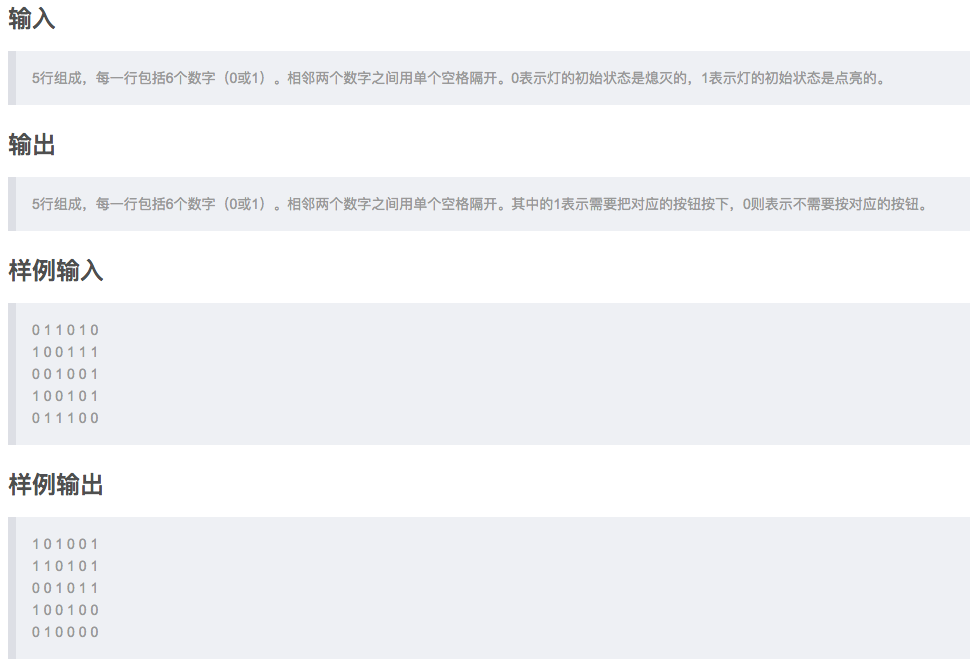 输入
5行组成，每一行包括6个数字（0或1）。相邻两个数字之间用单个空格隔开。0表示灯的初始状态是熄灭的，1表示灯的初始状态是点亮的。
输出
5行组成，每一行包括6个数字（0或1）。相邻两个数字之间用单个空格隔开。其中的1表示需要把对应的按钮按下，0则表示不需要按对应的按钮。
样例输入
0 1 1 0 1 0
1 0 0 1 1 1
0 0 1 0 0 1
1 0 0 1 0 1
0 1 1 1 0 0
样例输出
1 0 1 0 0 1
1 1 0 1 0 1
0 0 1 0 1 1
1 0 0 1 0 0
0 1 0 0 0 0